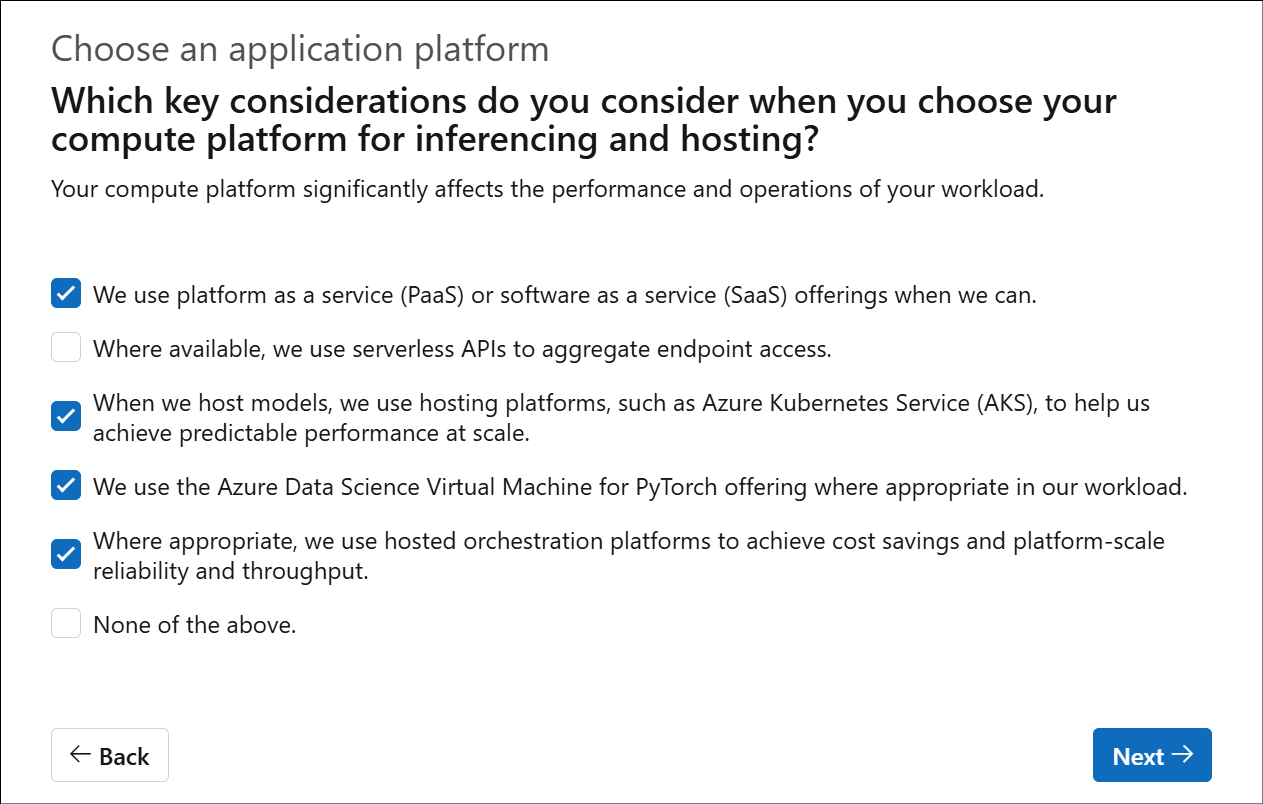 Choose an application platform
Which key considerations do you consider when you choose your
compute platform for inferencing and hosting?
Your compute platform significantly affects the performance and operations of your workload.
We use platform as a service (PaaS) or software as a service (SaaS) offerings when we can.
Where available, we use serverless APIs to aggregate endpoint access.
When we host models, we use hosting platforms, such as Azure Kubernetes Service (AKS), to help us
achieve predictable performance at scale.
We use the Azure Data Science Virtual Machine for PyTorch offering where appropriate in our workload.
Where appropriate, we use hosted orchestration platforms to achieve cost savings and platform-scale
reliability and throughput.
None of the above.
Back
Next